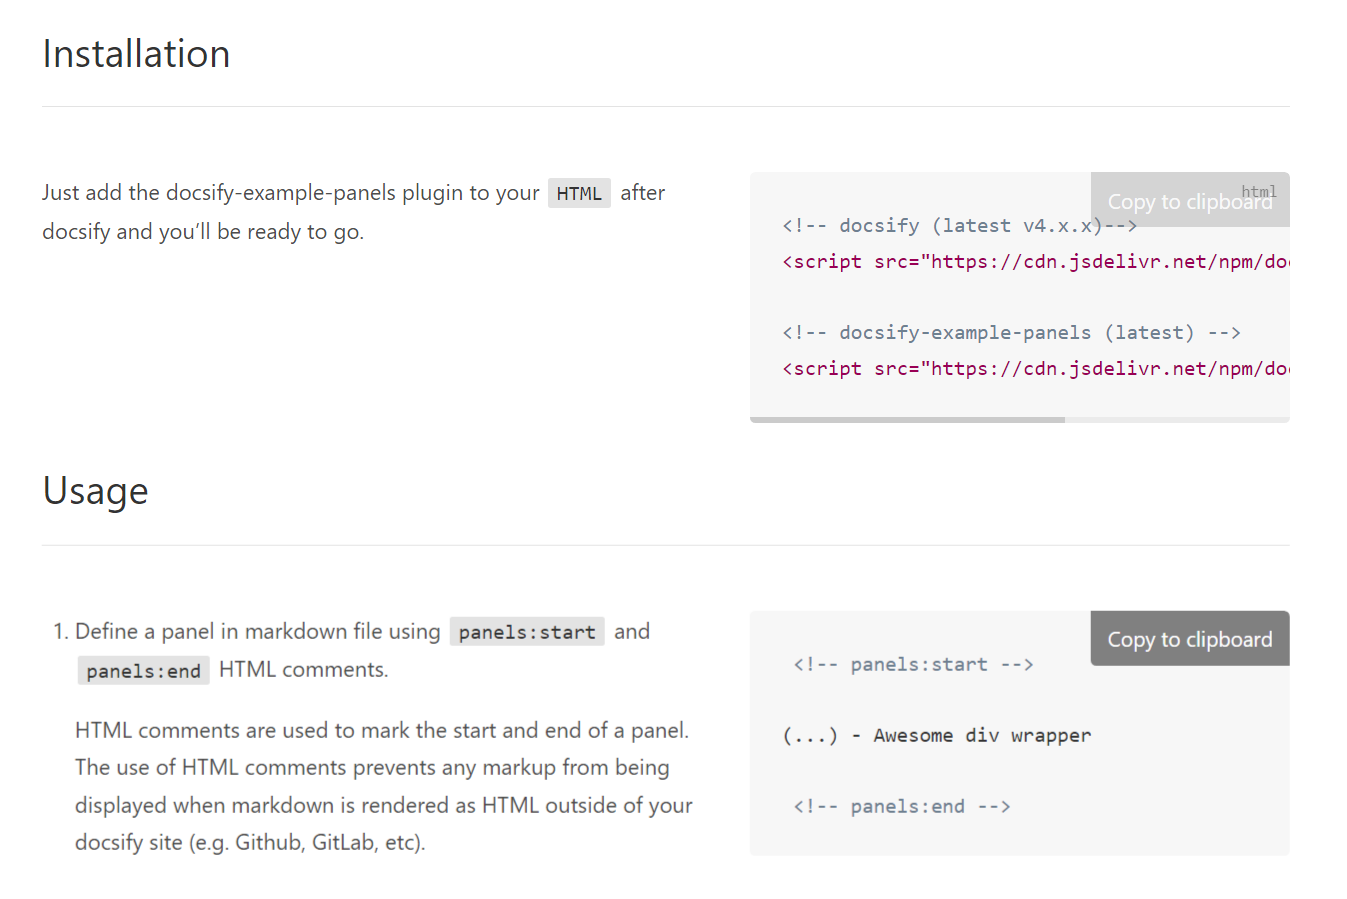 Installation
Just add the docsify-example-panels plugin to your HTML after
docsify and you’ll be ready to go.
html
Copy to clipboard
<!-- docsify (latest v4.x.x)-->
<script src="https://cdn.jsdelivr.net/npm/do
<!-- docsify-example-panels (latest) -->
<script src="https://cdn.jsdelivr.net/npm/do
Usage
1. Define a panel in markdown file using panels:start and
panels:end HTML comments.
HTML comments are used to mark the start and end of a panel.
The use of HTML comments prevents any markup from being
displayed when markdown is rendered as HTML outside of your
docsify site (e.g. Github, GitLab, etc).
Copy to clipboard
<!-- panels:start -->
(...) - Awesome div wrapper
<!-- panels:end -->